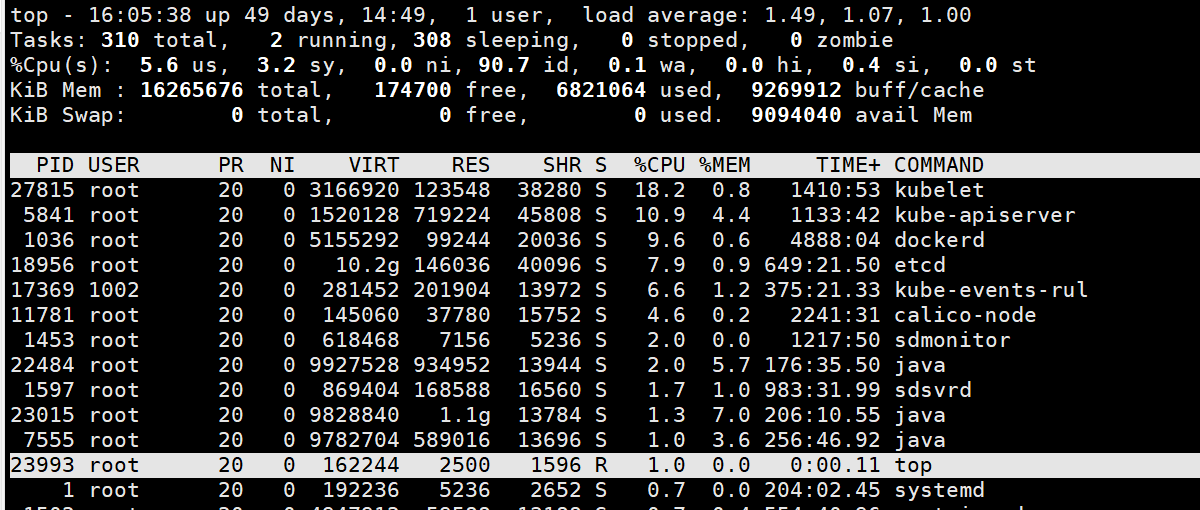 top - 16:05:38 up 49 days, 14:49,  1 user,  load average: 1.49, 1.07, 1.00
Tasks: 310 total,   2 running, 308 sleeping,   0 stopped,   0 zombie
%Cpu(s):  5.6 us,  3.2 sy,  0.0 ni, 90.7 id,  0.1 wa,  0.0 hi,  0.4 si,  0.0 st
KiB Mem : 16265676 total,   174700 free,  6821064 used,  9269912 buff/cache
KiB Swap:        0 total,        0 free,        0 used.  9094040 avail Mem
  PID USER      PR  NI    VIRT    RES    SHR S  %CPU %MEM     TIME+ COMMAND
27815 root      20   0 3166920 123548  38280 S  18.2  0.8   1410:53 kubelet
 5841 root      20   0 1520128 719224  45808 S  10.9  4.4   1133:42 kube-apiserver
 1036 root      20   0 5155292  99244  20036 S   9.6  0.6   4888:04 dockerd
18956 root      20   0   10.2g 146036  40096 S   7.9  0.9 649:21.50 etcd
17369 1002      20   0  281452 201904  13972 S   6.6  1.2 375:21.33 kube-events-rul
11781 root      20   0  145060  37780  15752 S   4.6  0.2   2241:31 calico-node
 1453 root      20   0  618468   7156   5236 S   2.0  0.0   1217:50 sdmonitor
22484 root      20   0 9927528 934952  13944 S   2.0  5.7 176:35.50 java
 1597 root      20   0  869404 168588  16560 S   1.7  1.0 983:31.99 sdsvrd
23015 root      20   0 9828840   1.1g  13784 S   1.3  7.0 206:10.55 java
 7555 root      20   0 9782704 589016  13696 S   1.0  3.6 256:46.92 java
23993 root      20   0  162244   2500   1596 R   1.0  0.0   0:00.11 top
    1 root      20   0  192236   5236   2652 S   0.7  0.0 204:02.45 systemd